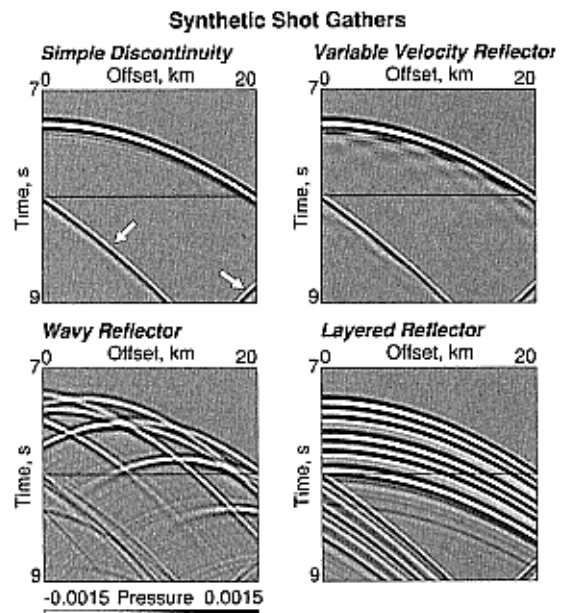 Synthetic Shot Gathers
Simple Discontinuity
Offset, km
7 0 20
Time, s
9
Variable Velocity Reflector
Offset, km
7 0 20
Time, s
9
Wavy Reflector
Offset, km
7 0 20
Time, s
9
Layered Reflector
Offset, km
7 0 20
Time, s
9
-0.0015 Pressure 0.0015